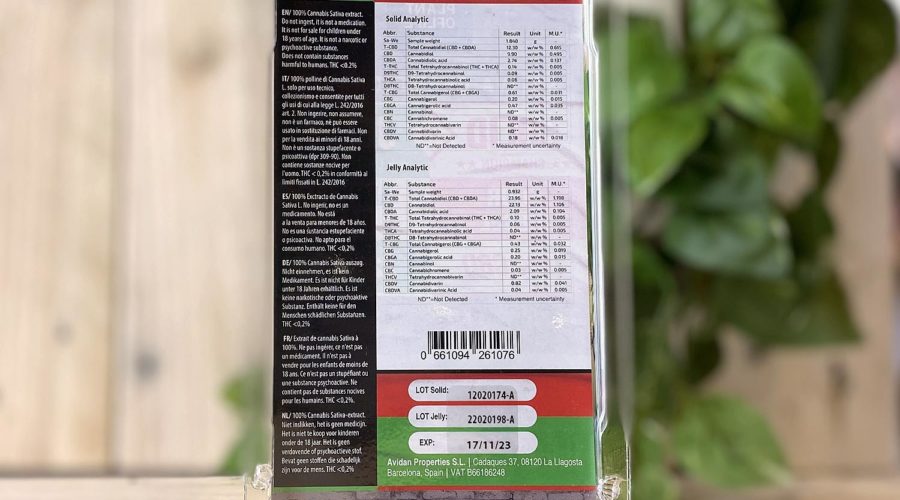 EN/ 100% Cannabis Sativa extract.
Do not ingest, it is not a medication.
It is not for sale for children under
18 years of age. It is not a narcotic or
psychoactive substance.
Does not contain substances
harmful to humans. THC <0.2%
IT/ 100% polline di Cannabis Sativa
L. solo per uso tecnico,
collezionismo e consentite per tutti
gli usi di cui alla legge L. 242/2016
art. 2. Non ingerire, non assumere,
non è un farmaco, nè può essere
usato in sostituzione di farmaci. Non
per la vendita ai minori di 18 anni.
Non è un sostanza stupefacente o
psicoattiva (dpr 309-90). Non
contiene sostanze nocive per
l'uomo. THC < 0,2% in conformità ai
limiti fissati in L. 242/2016
ES/ 100% Exctracto de Cannabis
Sativa L. No ingerir, no es un
medicamento. No está
a la venta para menores de 18 años.
No es una sustancia estupefaciente
o psicoactiva. No apto para el
consumo humano. THC <0,2%
DE/ 100% Cannabis Sativa-auszag.
Nicht einnehmen, es ist kein
Medikament. Es ist nicht für Kinder
unter 18 Jahren erhältlich. Es ist
keine narkotische oder psychoactive
Substanz. Enthält keine für den
Menschen schädlichen Substanzen.
THC <0,2%
FR/ Extrait de cannabis Sativa à
100%. Ne pas ingérer, ce n'est pas
un médicament. Il n'est pas à
vendre pour les enfants de moins de
18 ans. Ce n'est pas un stupéfiant ou
une substance psychoactive. Ne
contient pas de substances nocives
pour les humains. THC <0,2%.
NL/ 100% Cannabis Sativa-extract.
Niet inslikken, het is geen medicijn.
Het is niet te koop voor kinderen
onder de 18 jaar. Het is geen
verdovende of psychoactieve stof.
Bevat geen stoffen die schadelijk
zijn voor de mens. THC <0,2%
Solid Analytic
Abbr. Substance Result Unit M.U.*
Sa-We Sample weight 1.040 g
T-CBD Total Cannabidiol (CBD + CBDA) 12.30 w/w % 0.615
CBD Cannabidiol 9.90 w/w % 0.495
CBDA Cannabidiolic acid 2.74 w/w % 0.137
T-THC Total Tetrahydrocannabinol (THC + THCA) 0.14 w/w % 0.005
D9THC D9-Tetrahydrocannabinol 0.09 w/w % 0.005
THCA Tetrahydrocannabinolic acid 0.06 w/w % 0.005
D8THC D8-Tetrahydrocannabinol ND** w/w % -
T-CBG Total Cannabigerol (CBG + CBGA) 0.61 w/w % 0.031
CBG Cannabigerol 0.20 w/w % 0.015
CBGA Cannabigerolic acid 0.47 w/w % 0.035
CBN Cannabinol ND** w/w % -
CBC Cannabichromene 0.08 w/w % 0.005
THCV Tetrahydrocannabivarin ND** w/w % -
CBDV Cannabidivarin ND** w/w % -
CBDVA Cannabidivarinic Acid 0.18 w/w % 0.018
ND**=Not Detected * Measurement uncertainty
Jelly Analytic
Abbr. Substance Result Unit M.U.*
Sa-We Sample weight 0.932 g -
T-CBD Total Cannabidiol (CBD + CBDA) 23.96 w/w % 1.198
CBD Cannabidiol 22.13 w/w % 1.106
CBDA Cannabidiolic acid 2.09 w/w % 0.104
T-THC Total Tetrahydrocannabinol (THC + THCA) 0.10 w/w % 0.005
D9THC D9-Tetrahydrocannabinol 0.06 w/w % 0.005
THCA Tetrahydrocannabinolic acid 0.04 w/w % 0.005
D8THC D8-Tetrahydrocannabinol ND** w/w % -
T-CBG Total Cannabigerol (CBG + CBGA) 0.43 w/w % 0.032
CBG Cannabigerol 0.25 w/w % 0.019
CBGA Cannabigerolic acid 0.20 w/w % 0.015
CBN Cannabinol ND** w/w % -
CBC Cannabichromene 0.03 w/w % 0.005
THCV Tetrahydrocannabivarin ND** w/w % -
CBDV Cannabidivarin 0.82 w/w % 0.041
CBDVA Cannabidivarinic Acid 0.04 w/w % 0.005
ND**=Not Detected * Measurement uncertainty
0 661094 261076
LOT Solid: 12020174-A
LOT Jelly: 22020198-A
EXP: 17/11/23
Avidan Properties S.L. | Cadaques 37, 08120 La Llagosta
Barcelona, Spain | VAT B66186248